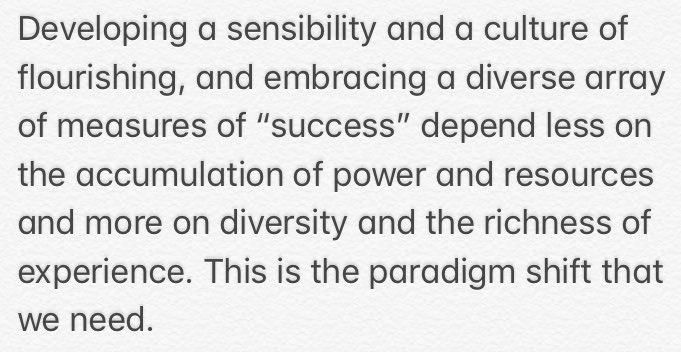 Developing a sensibility and a culture of
flourishing, and embracing a diverse array
of measures of “success” depend less on
the accumulation of power and resources
and more on diversity and the richness of
experience. This is the paradigm shift that
we need.